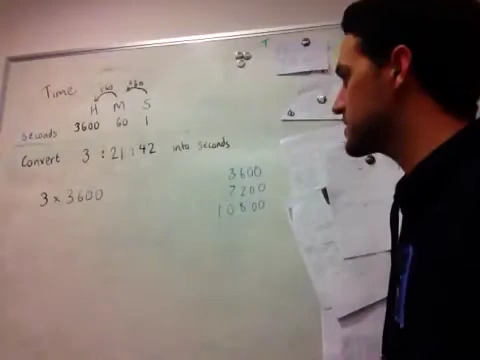 Time
x60 x60
H M S
Seconds 3600 60 1
Convert 3 : 21 : 42 into seconds
3 x 3600
3600
7200
10800